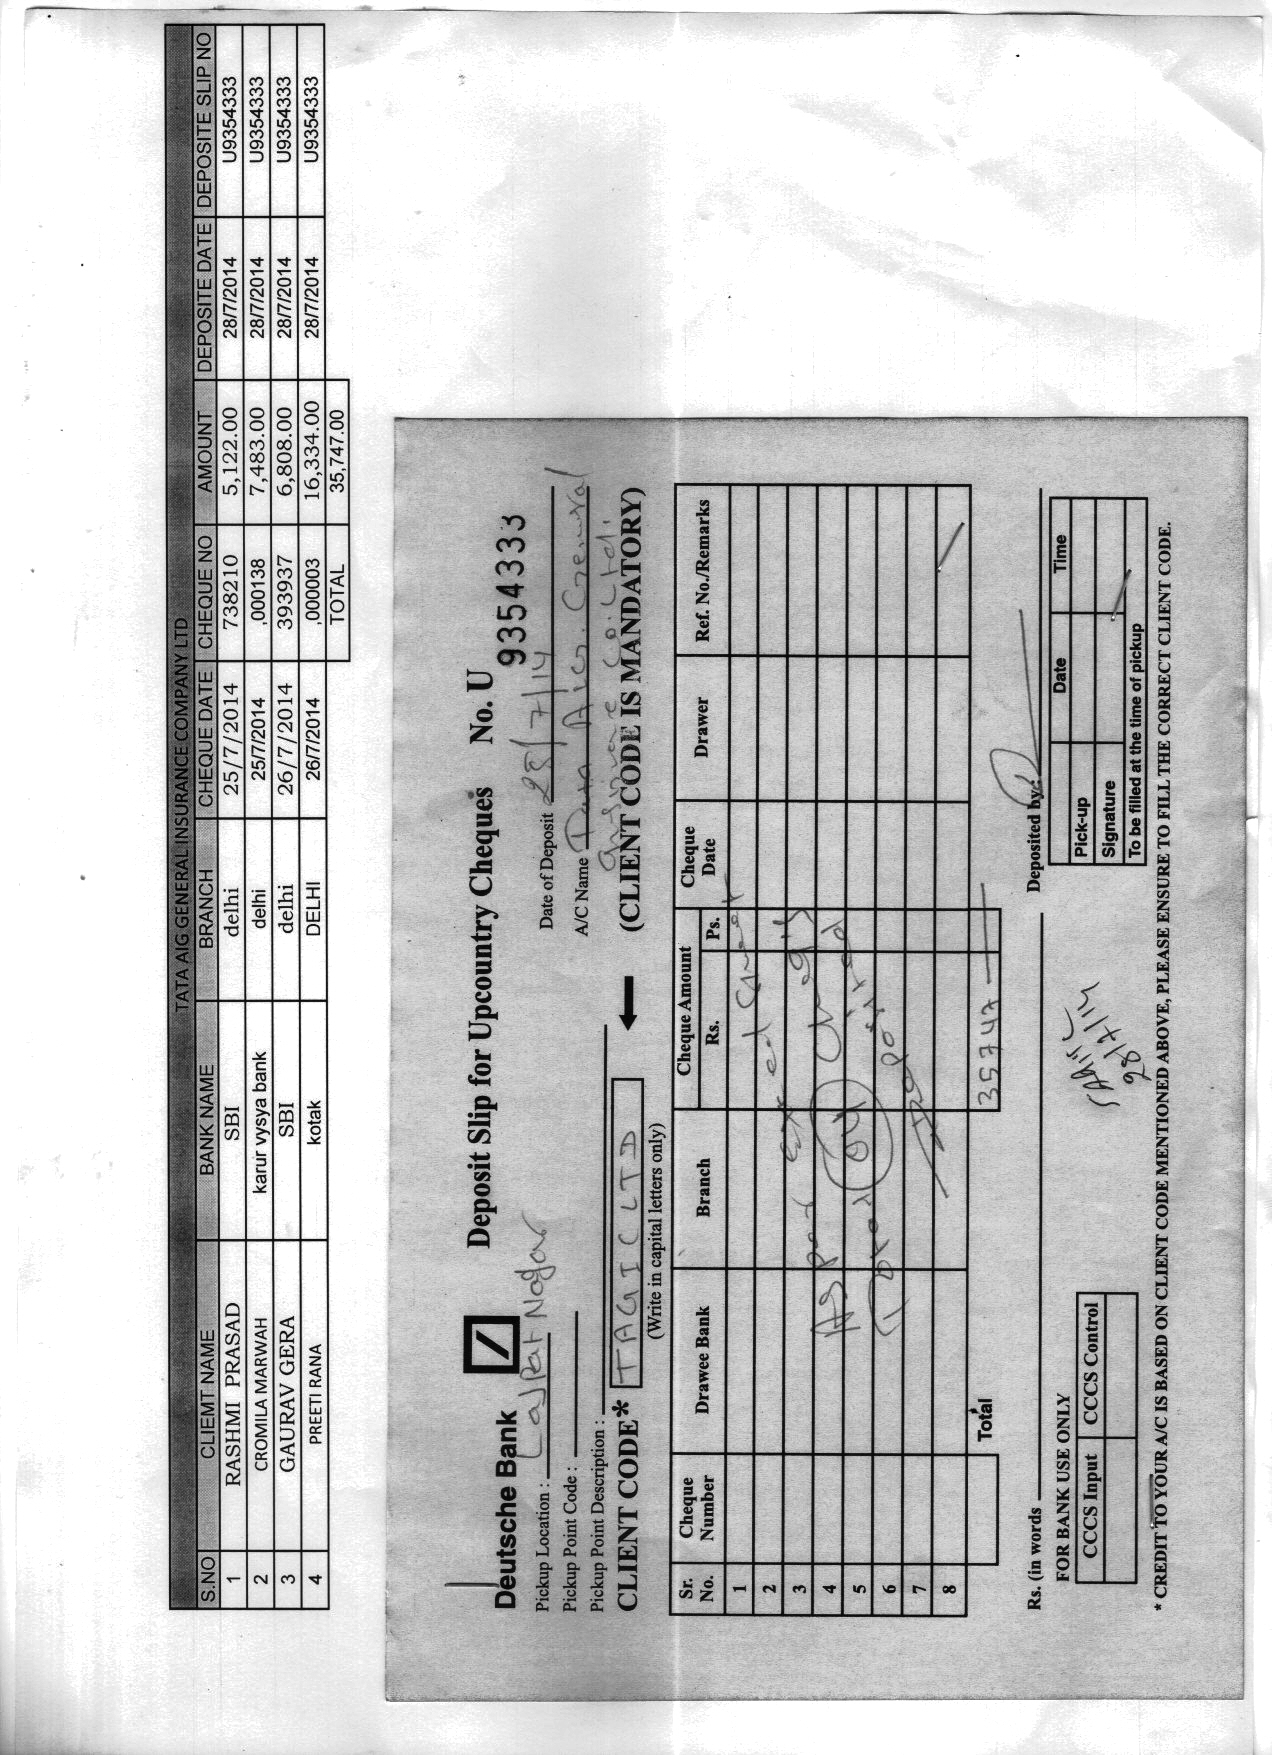 TATA AIG GENERAL INSURANCE COMPANY LTD
S.NO CLIEMT NAME BANK NAME BRANCH CHEQUE DATE CHEQUE NO AMOUNT DEPOSITE DATE DEPOSITE SLIP NO
1 RASHMI PRASAD SBI delhi 25/7/2014 738210 5,122.00 28/7/2014 U9354333
2 CROMILA MARWAH karur vysya bank delhi 25/7/2014 ,000138 7,483.00 28/7/2014 U9354333
3 GAURAV GERA SBI delhi 26/7/2014 393937 6,808.00 28/7/2014 U9354333
4 PREETI RANA kotak DELHI 26/7/2014 ,000003 16,334.00 28/7/2014 U9354333
TOTAL 35,747.00
Deutsche Bank Deposit Slip for Upcountry Cheques No. U 9354333
Pickup Location : Lajpat Nagar Date of Deposit 28/7/14
Pickup Point Code : A/C Name Tata Aig. General
Pickup Point Description : Insurance Co. Ltd.
CLIENT CODE* TAGIC LTD (CLIENT CODE IS MANDATORY)
(Write in capital letters only)
Sr. No. Cheque Number Drawee Bank Branch Cheque Amount Rs. Ps. Cheque Date Drawer Ref. No./Remarks
1
2
3
4
5
6
7
8
As per
04
Total 35747
Rs. (in words Deposited by :
FOR BANK USE ONLY
CCCS Input CCCS Control
28/7/14
Pick-up Date Time
Signature
To be filled at the time of pickup
* CREDIT TO YOUR A/C IS BASED ON CLIENT CODE MENTIONED ABOVE, PLEASE ENSURE TO FILL THE CORRECT CLIENT CODE.